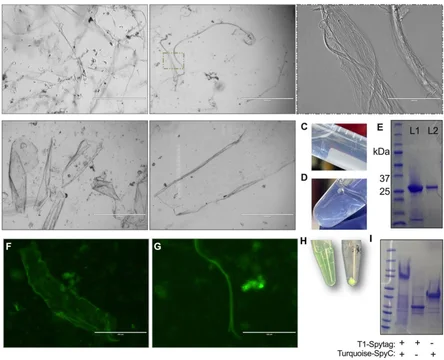 C
E
L1 L2
kDa
37
25
D
F
G
H
I
T1-Spytag: + + -
Turquoise-SpyC: + - +